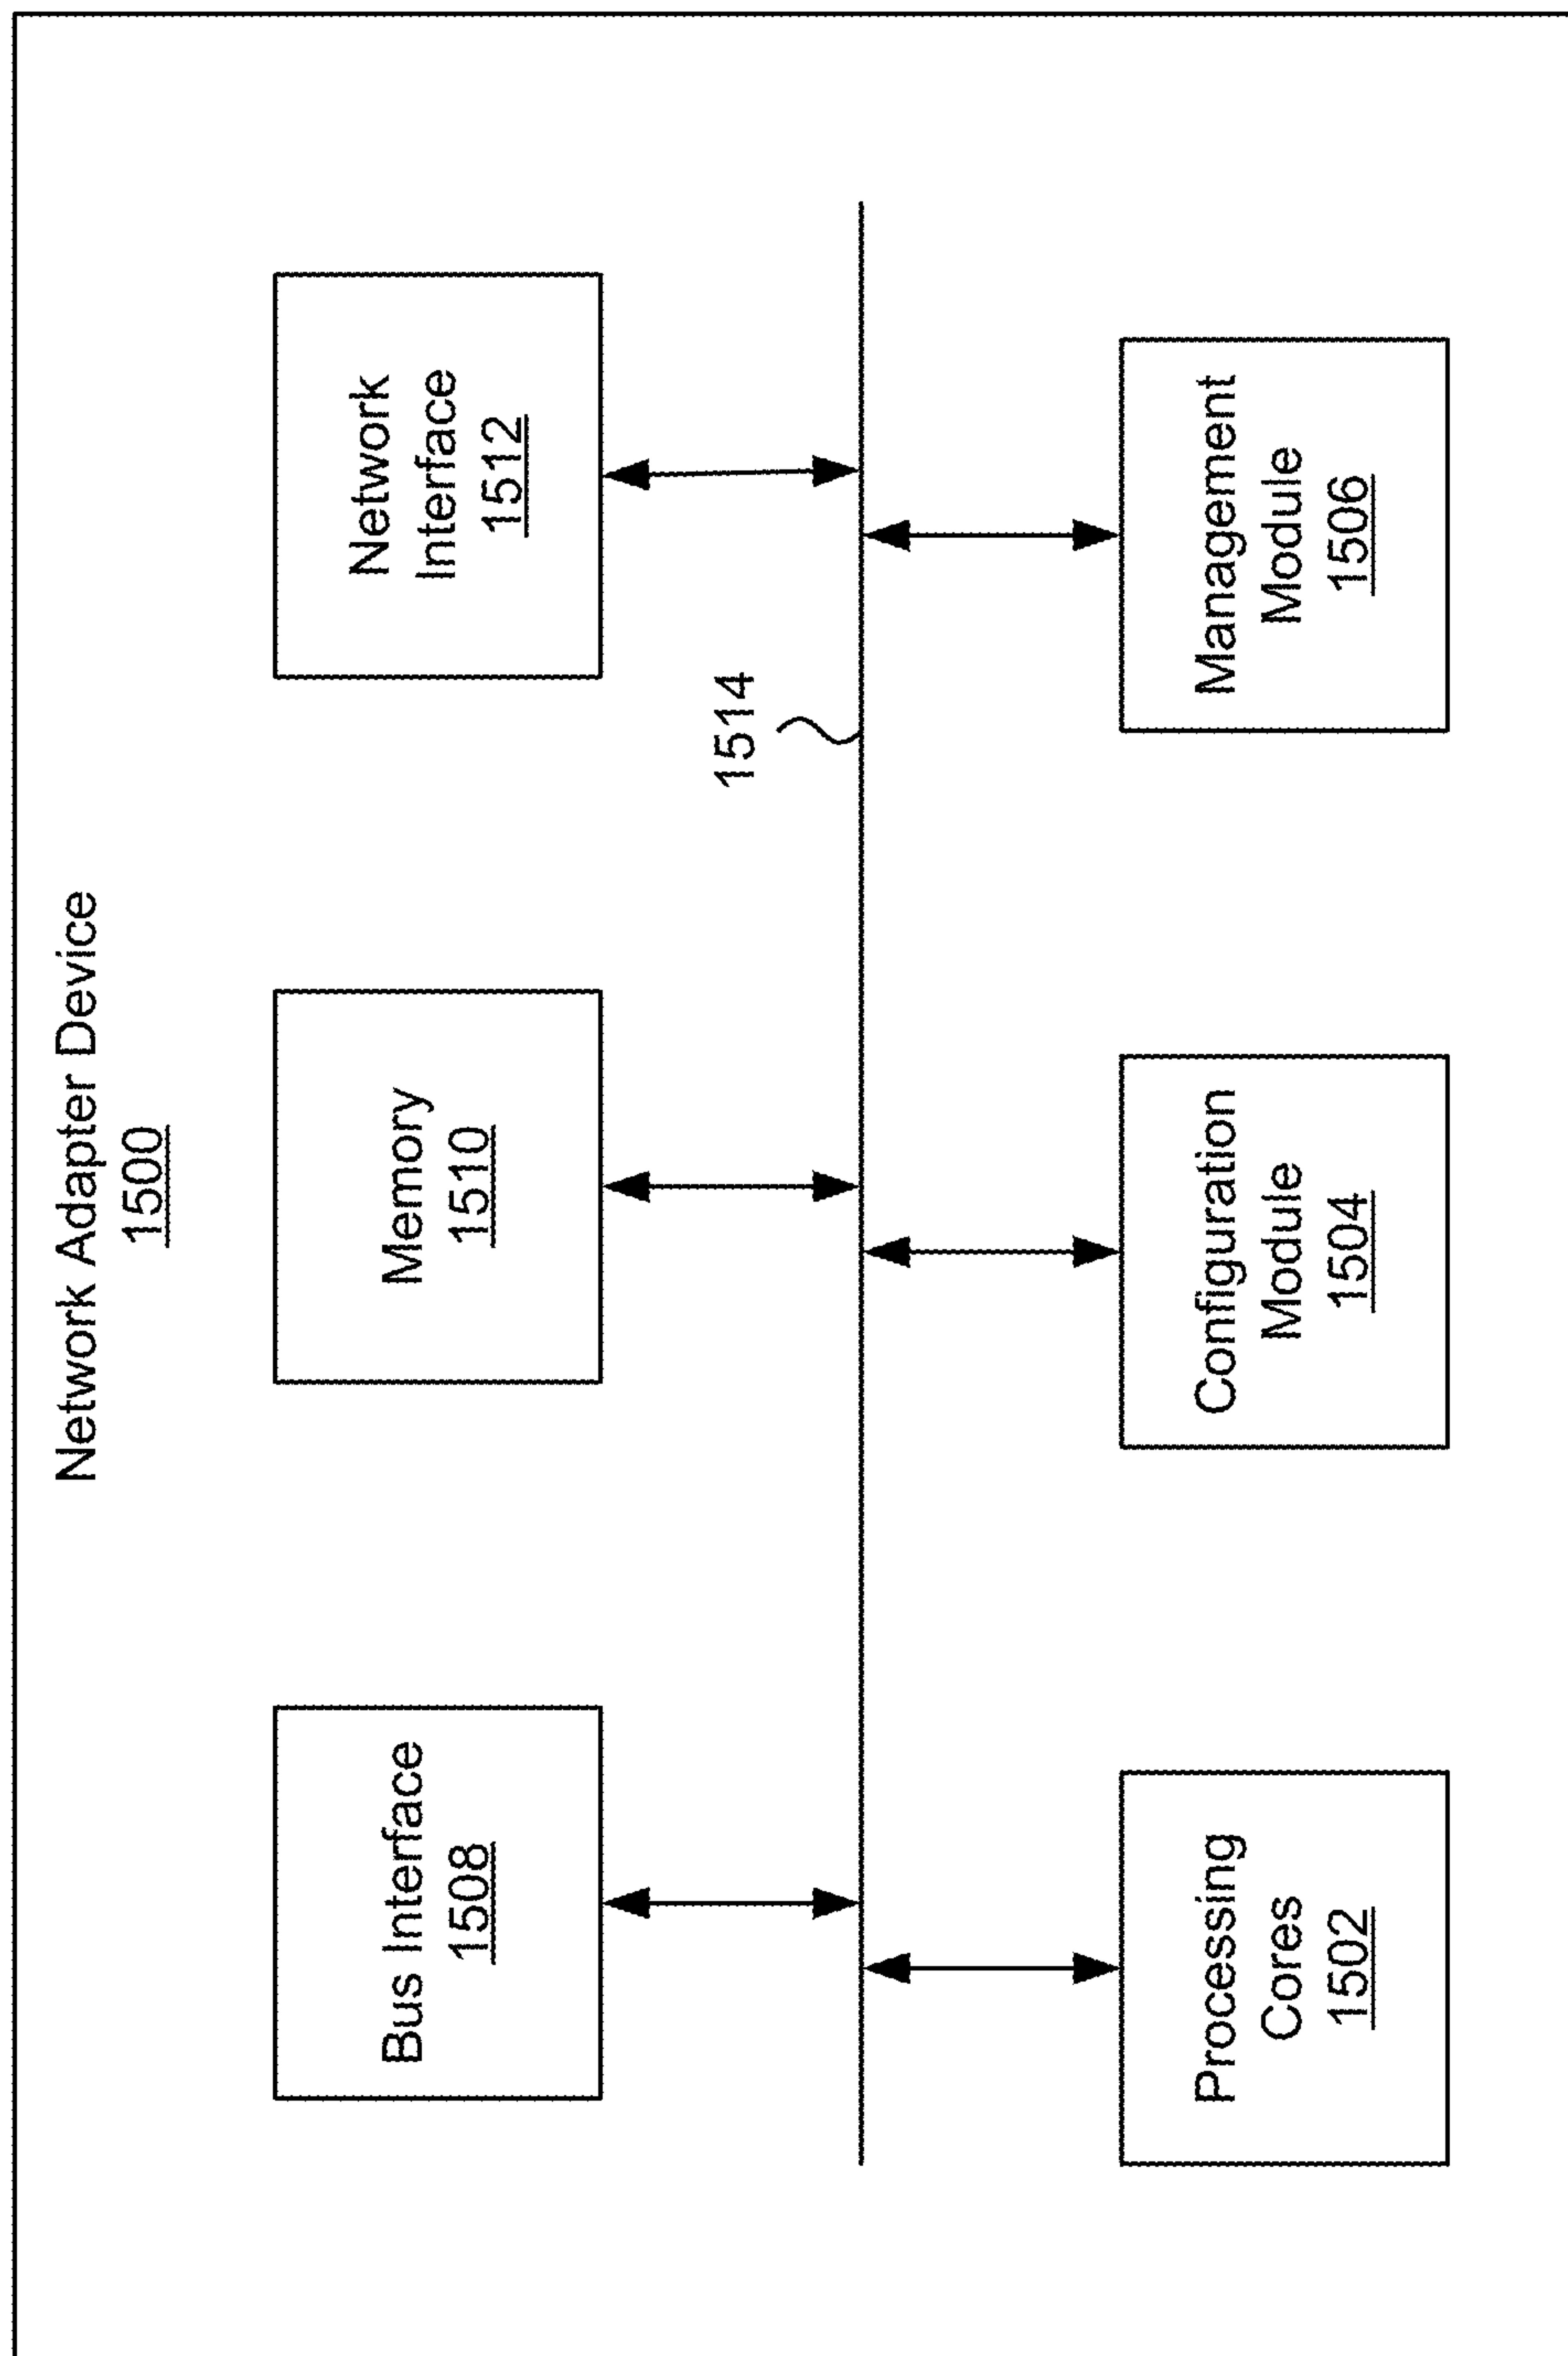 Network Adapter Device
1500
Bus Interface
1508
Memory
1510
Network
Interface
1512
1514
Processing
Cores
1502
Configuration
Module
1504
Management
Module
1506